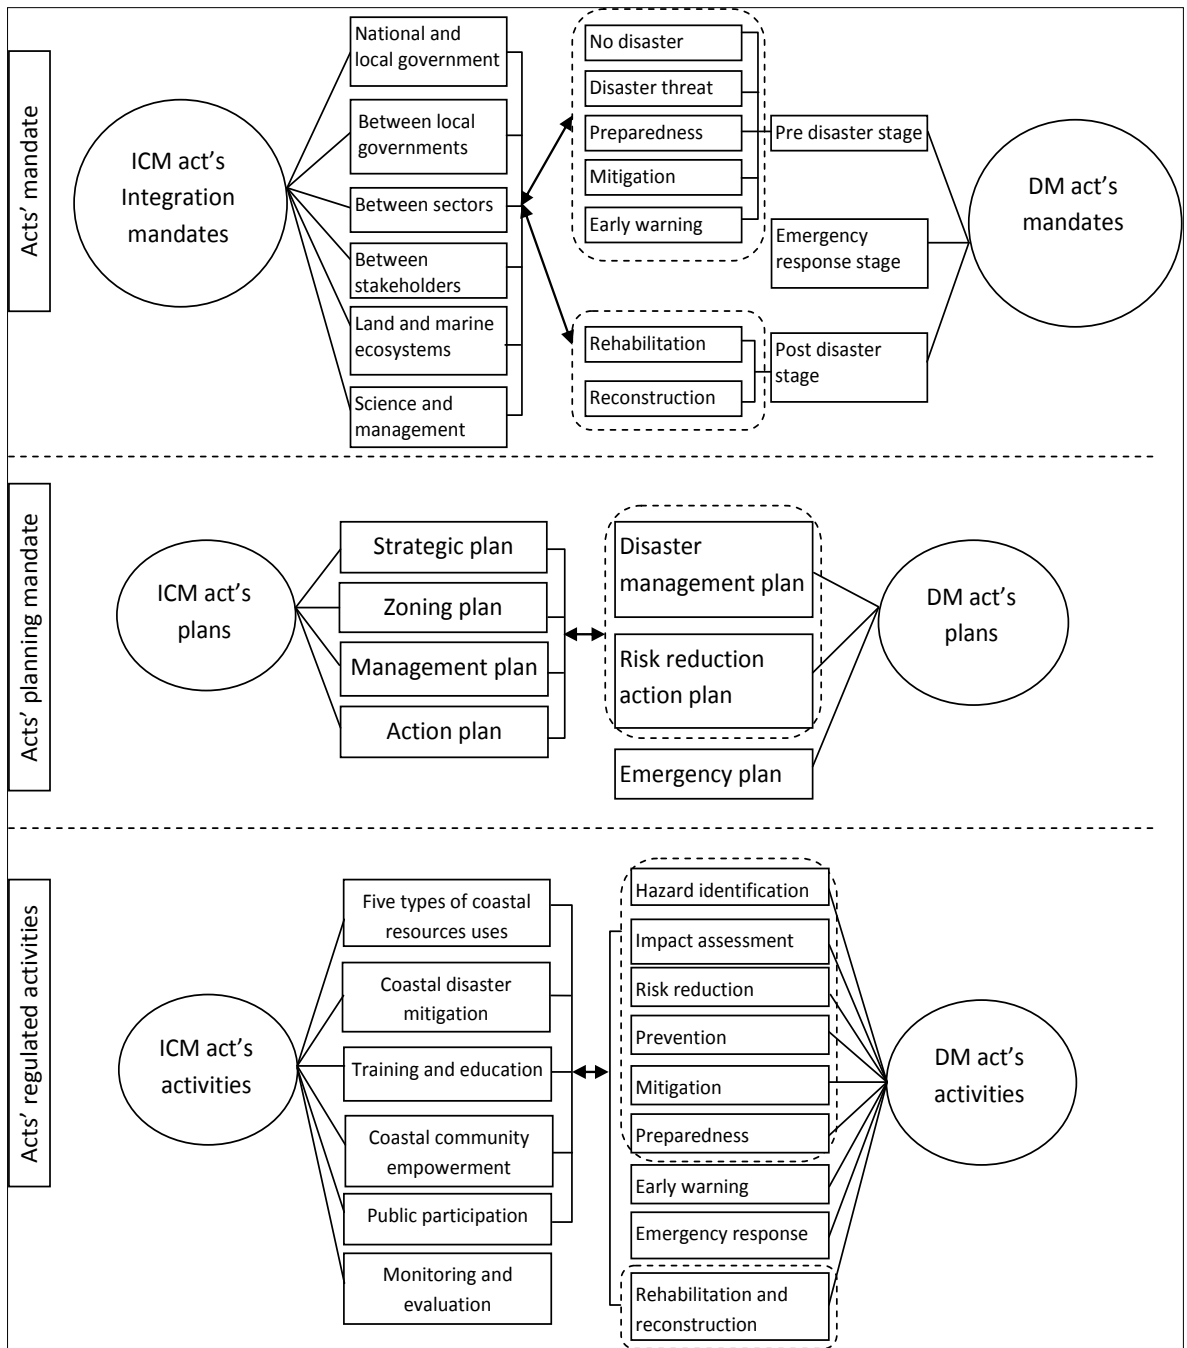 Acts’ mandate
ICM act’s
Integration
mandates
National and
local government
Between local
governments
Between sectors
Between
stakeholders
Land and marine
ecosystems
Science and
management
No disaster
Disaster threat
Preparedness
Mitigation
Early warning
Rehabilitation
Reconstruction
Pre disaster stage
Emergency
response stage
Post disaster
stage
DM act’s
mandates
Acts’ planning mandate
ICM act’s
plans
Strategic plan
Zoning plan
Management plan
Action plan
Disaster
management plan
Risk reduction
action plan
Emergency plan
DM act’s
plans
Acts’ regulated activities
ICM act’s
activities
Five types of coastal
resources uses
Coastal disaster
mitigation
Training and education
Coastal community
empowerment
Public participation
Monitoring and
evaluation
Hazard identification
Impact assessment
Risk reduction
Prevention
Mitigation
Preparedness
Early warning
Emergency response
Rehabilitation and
reconstruction
DM act’s
activities